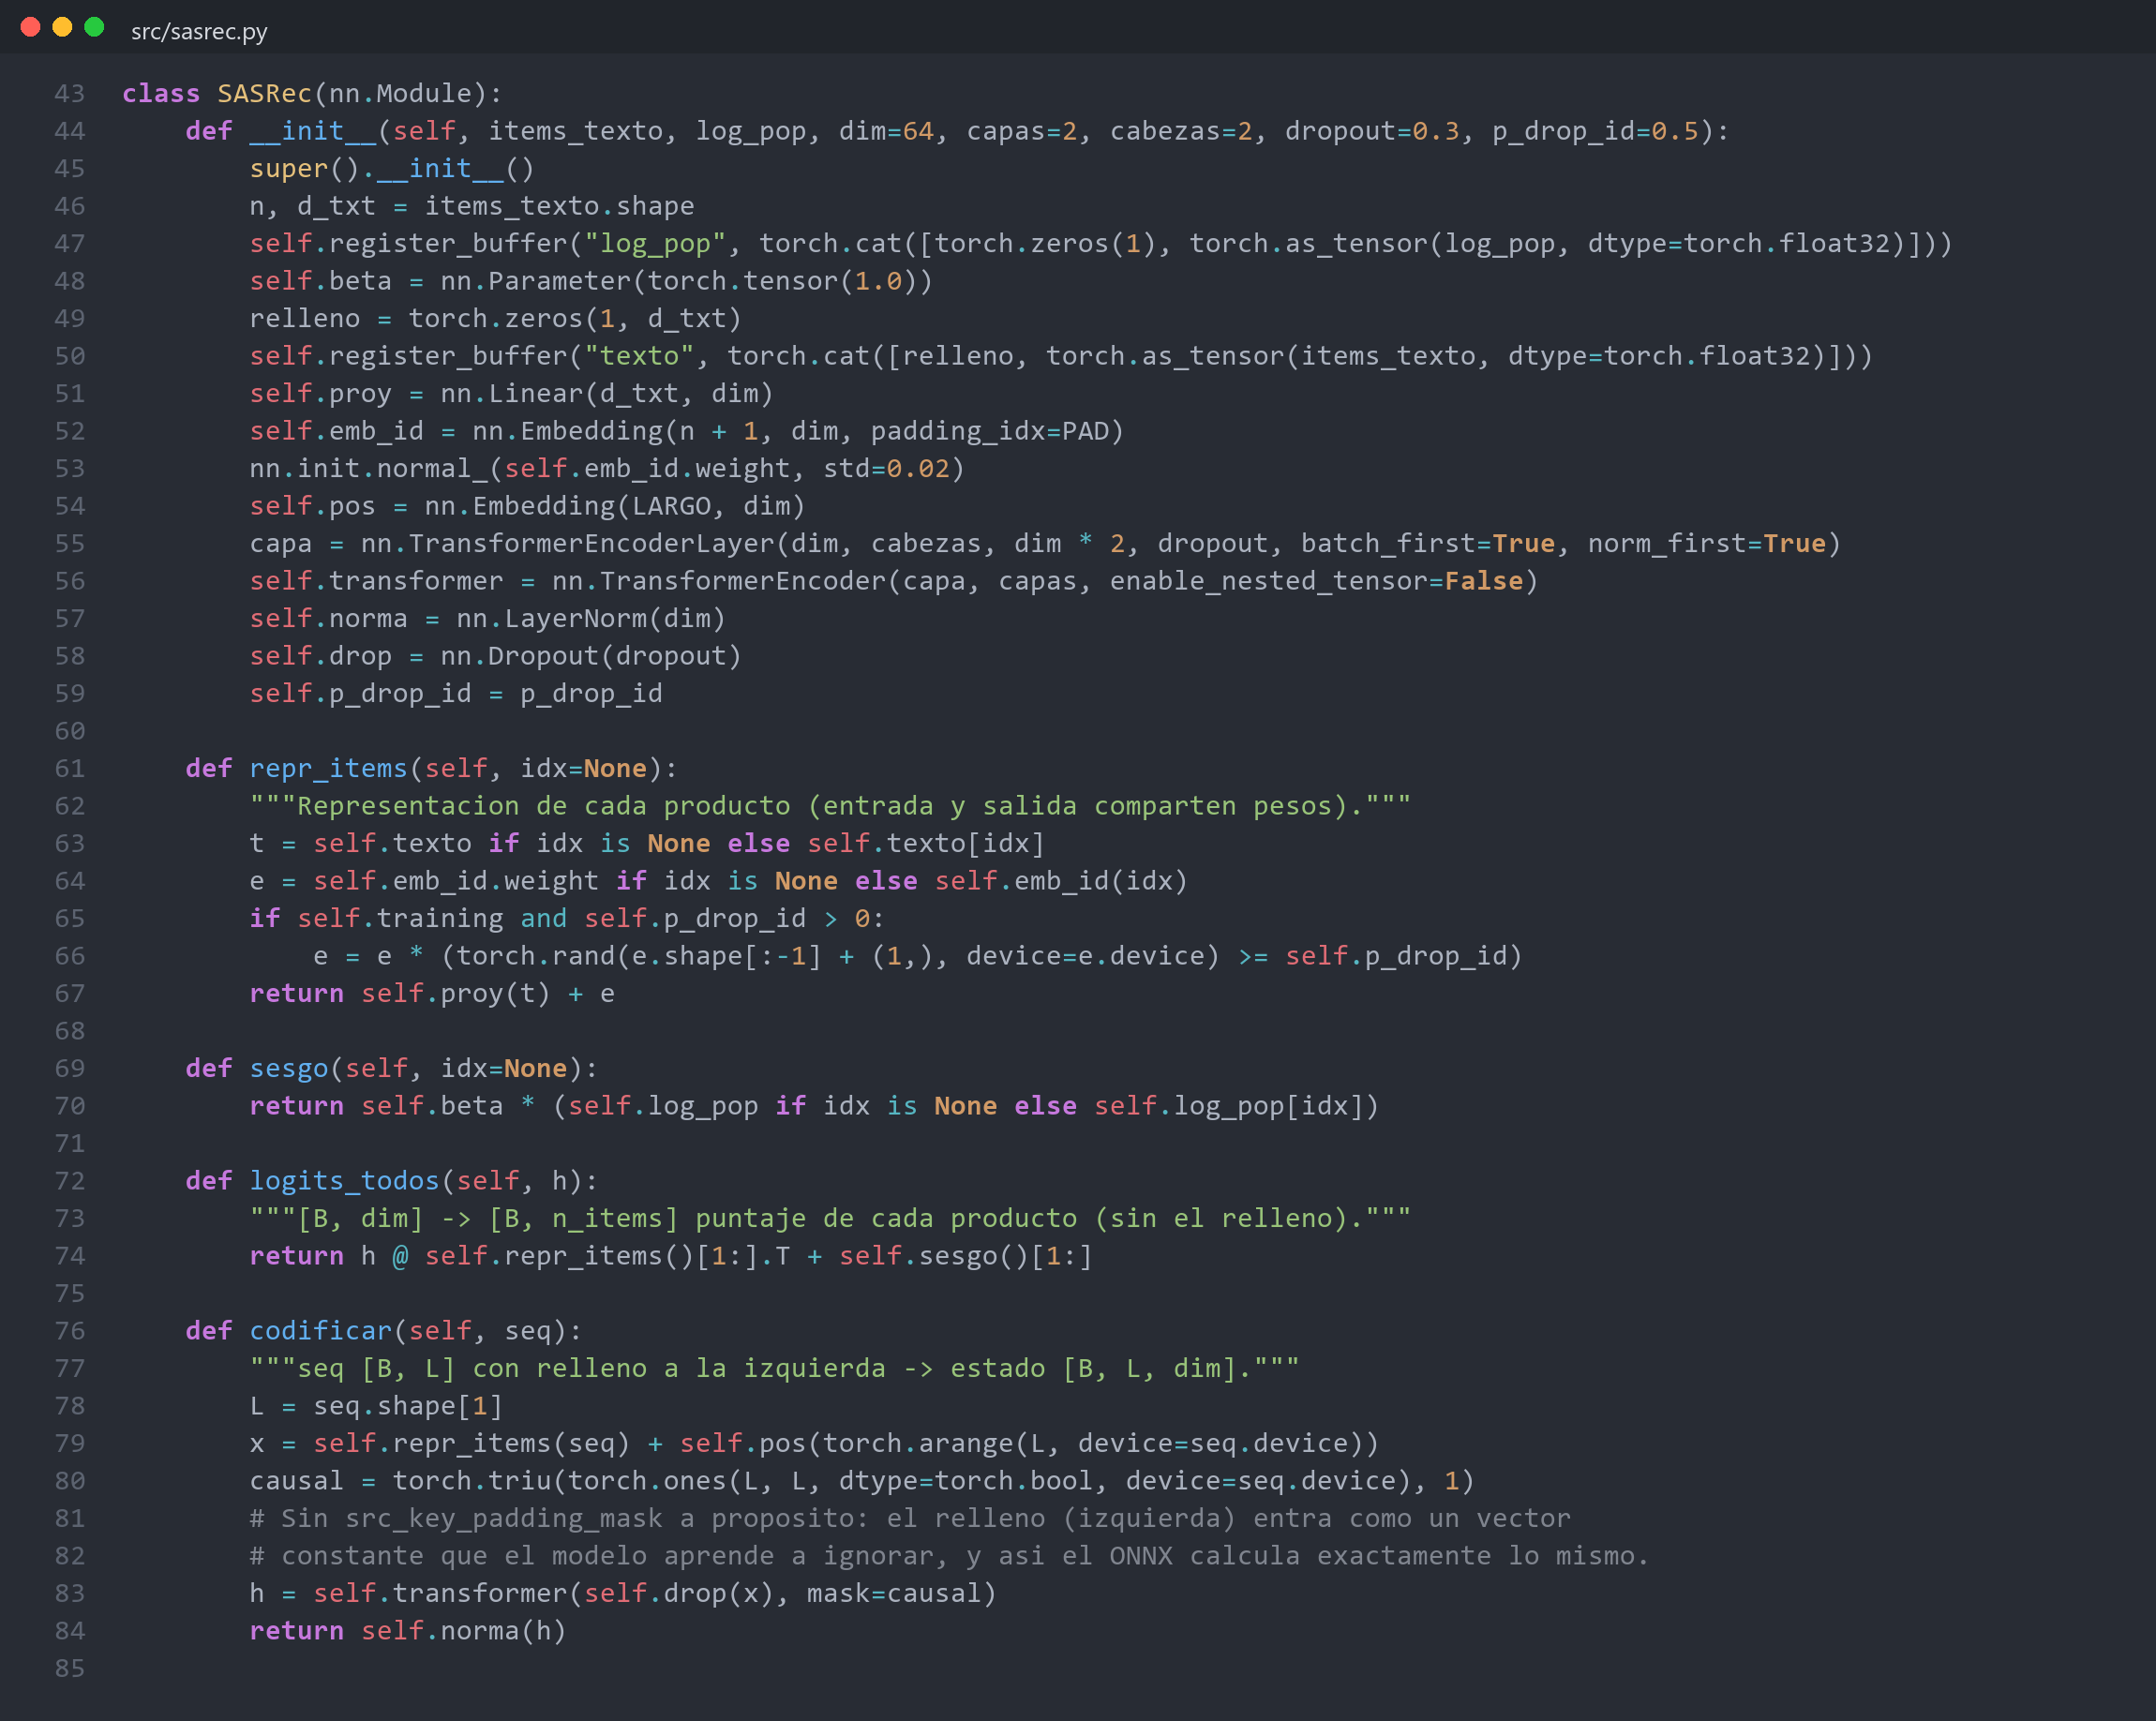 src/sasrec.py
43 class SASRec(nn.Module):
44     def __init__(self, items_texto, log_pop, dim=64, capas=2, cabezas=2, dropout=0.3, p_drop_id=0.5):
45         super().__init__()
46         n, d_txt = items_texto.shape
47         self.register_buffer("log_pop", torch.cat([torch.zeros(1), torch.as_tensor(log_pop, dtype=torch.float32)]))
48         self.beta = nn.Parameter(torch.tensor(1.0))
49         relleno = torch.zeros(1, d_txt)
50         self.register_buffer("texto", torch.cat([relleno, torch.as_tensor(items_texto, dtype=torch.float32)]))
51         self.proy = nn.Linear(d_txt, dim)
52         self.emb_id = nn.Embedding(n + 1, dim, padding_idx=PAD)
53         nn.init.normal_(self.emb_id.weight, std=0.02)
54         self.pos = nn.Embedding(LARGO, dim)
55         capa = nn.TransformerEncoderLayer(dim, cabezas, dim * 2, dropout, batch_first=True, norm_first=True)
56         self.transformer = nn.TransformerEncoder(capa, capas, enable_nested_tensor=False)
57         self.norma = nn.LayerNorm(dim)
58         self.drop = nn.Dropout(dropout)
59         self.p_drop_id = p_drop_id
60
61     def repr_items(self, idx=None):
62         """Representacion de cada producto (entrada y salida comparten pesos)."""
63         t = self.texto if idx is None else self.texto[idx]
64         e = self.emb_id.weight if idx is None else self.emb_id(idx)
65         if self.training and self.p_drop_id > 0:
66             e = e * (torch.rand(e.shape[:-1] + (1,), device=e.device) >= self.p_drop_id)
67         return self.proy(t) + e
68
69     def sesgo(self, idx=None):
70         return self.beta * (self.log_pop if idx is None else self.log_pop[idx])
71
72     def logits_todos(self, h):
73         """[B, dim] -> [B, n_items] puntaje de cada producto (sin el relleno)."""
74         return h @ self.repr_items()[1:].T + self.sesgo()[1:]
75
76     def codificar(self, seq):
77         """seq [B, L] con relleno a la izquierda -> estado [B, L, dim]."""
78         L = seq.shape[1]
79         x = self.repr_items(seq) + self.pos(torch.arange(L, device=seq.device))
80         causal = torch.triu(torch.ones(L, L, dtype=torch.bool, device=seq.device), 1)
81         # Sin src_key_padding_mask a proposito: el relleno (izquierda) entra como un vector
82         # constante que el modelo aprende a ignorar, y asi el ONNX calcula exactamente lo mismo.
83         h = self.transformer(self.drop(x), mask=causal)
84         return self.norma(h)
85